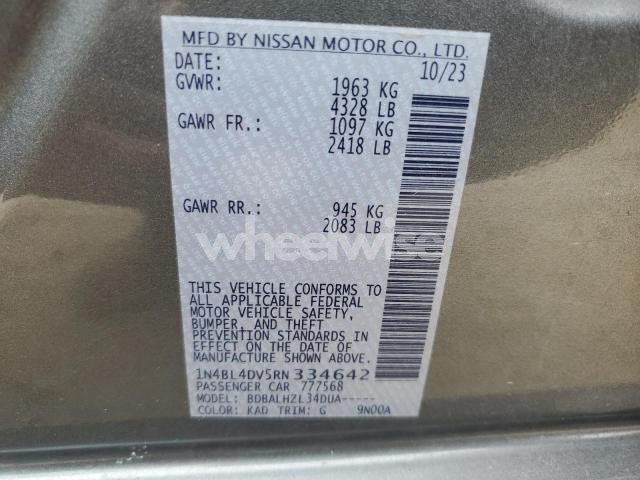 MFD BY NISSAN MOTOR CO., LTD.
DATE: 10/23
GVWR: 1963 KG
4328 LB
GAWR FR.: 1097 KG
2418 LB
GAWR RR.: 945 KG
2083 LB
wheelwise
THIS VEHICLE CONFORMS TO
ALL APPLICABLE FEDERAL
MOTOR VEHICLE SAFETY,
BUMPER, AND THEFT
PREVENTION STANDARDS IN
EFFECT ON THE DATE OF
MANUFACTURE SHOWN ABOVE.
1N4BL4DV5RN334642
PASSENGER CAR 777568
MODEL: BDBALHZL34DUA-----
COLOR: KAD TRIM: G 9N00A